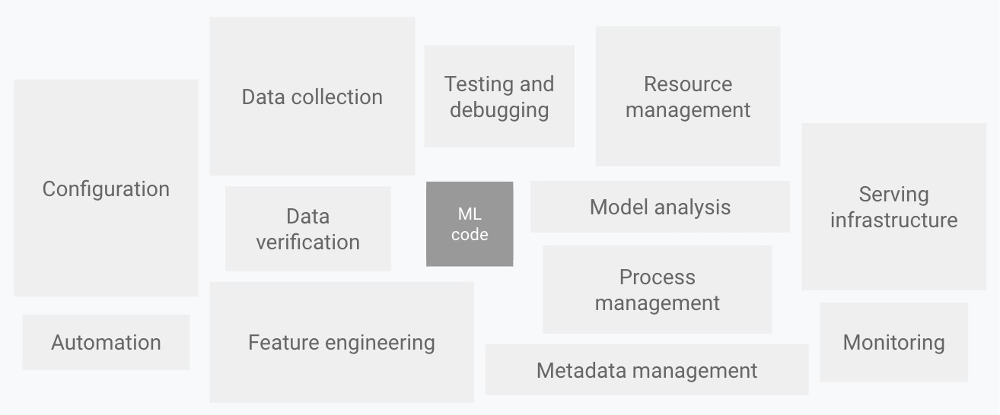 Configuration
Automation
Data collection
Data
verification
Feature engineering
Testing and
debugging
ML
code
Resource
management
Model analysis
Process
management
Metadata management
Serving
infrastructure
Monitoring